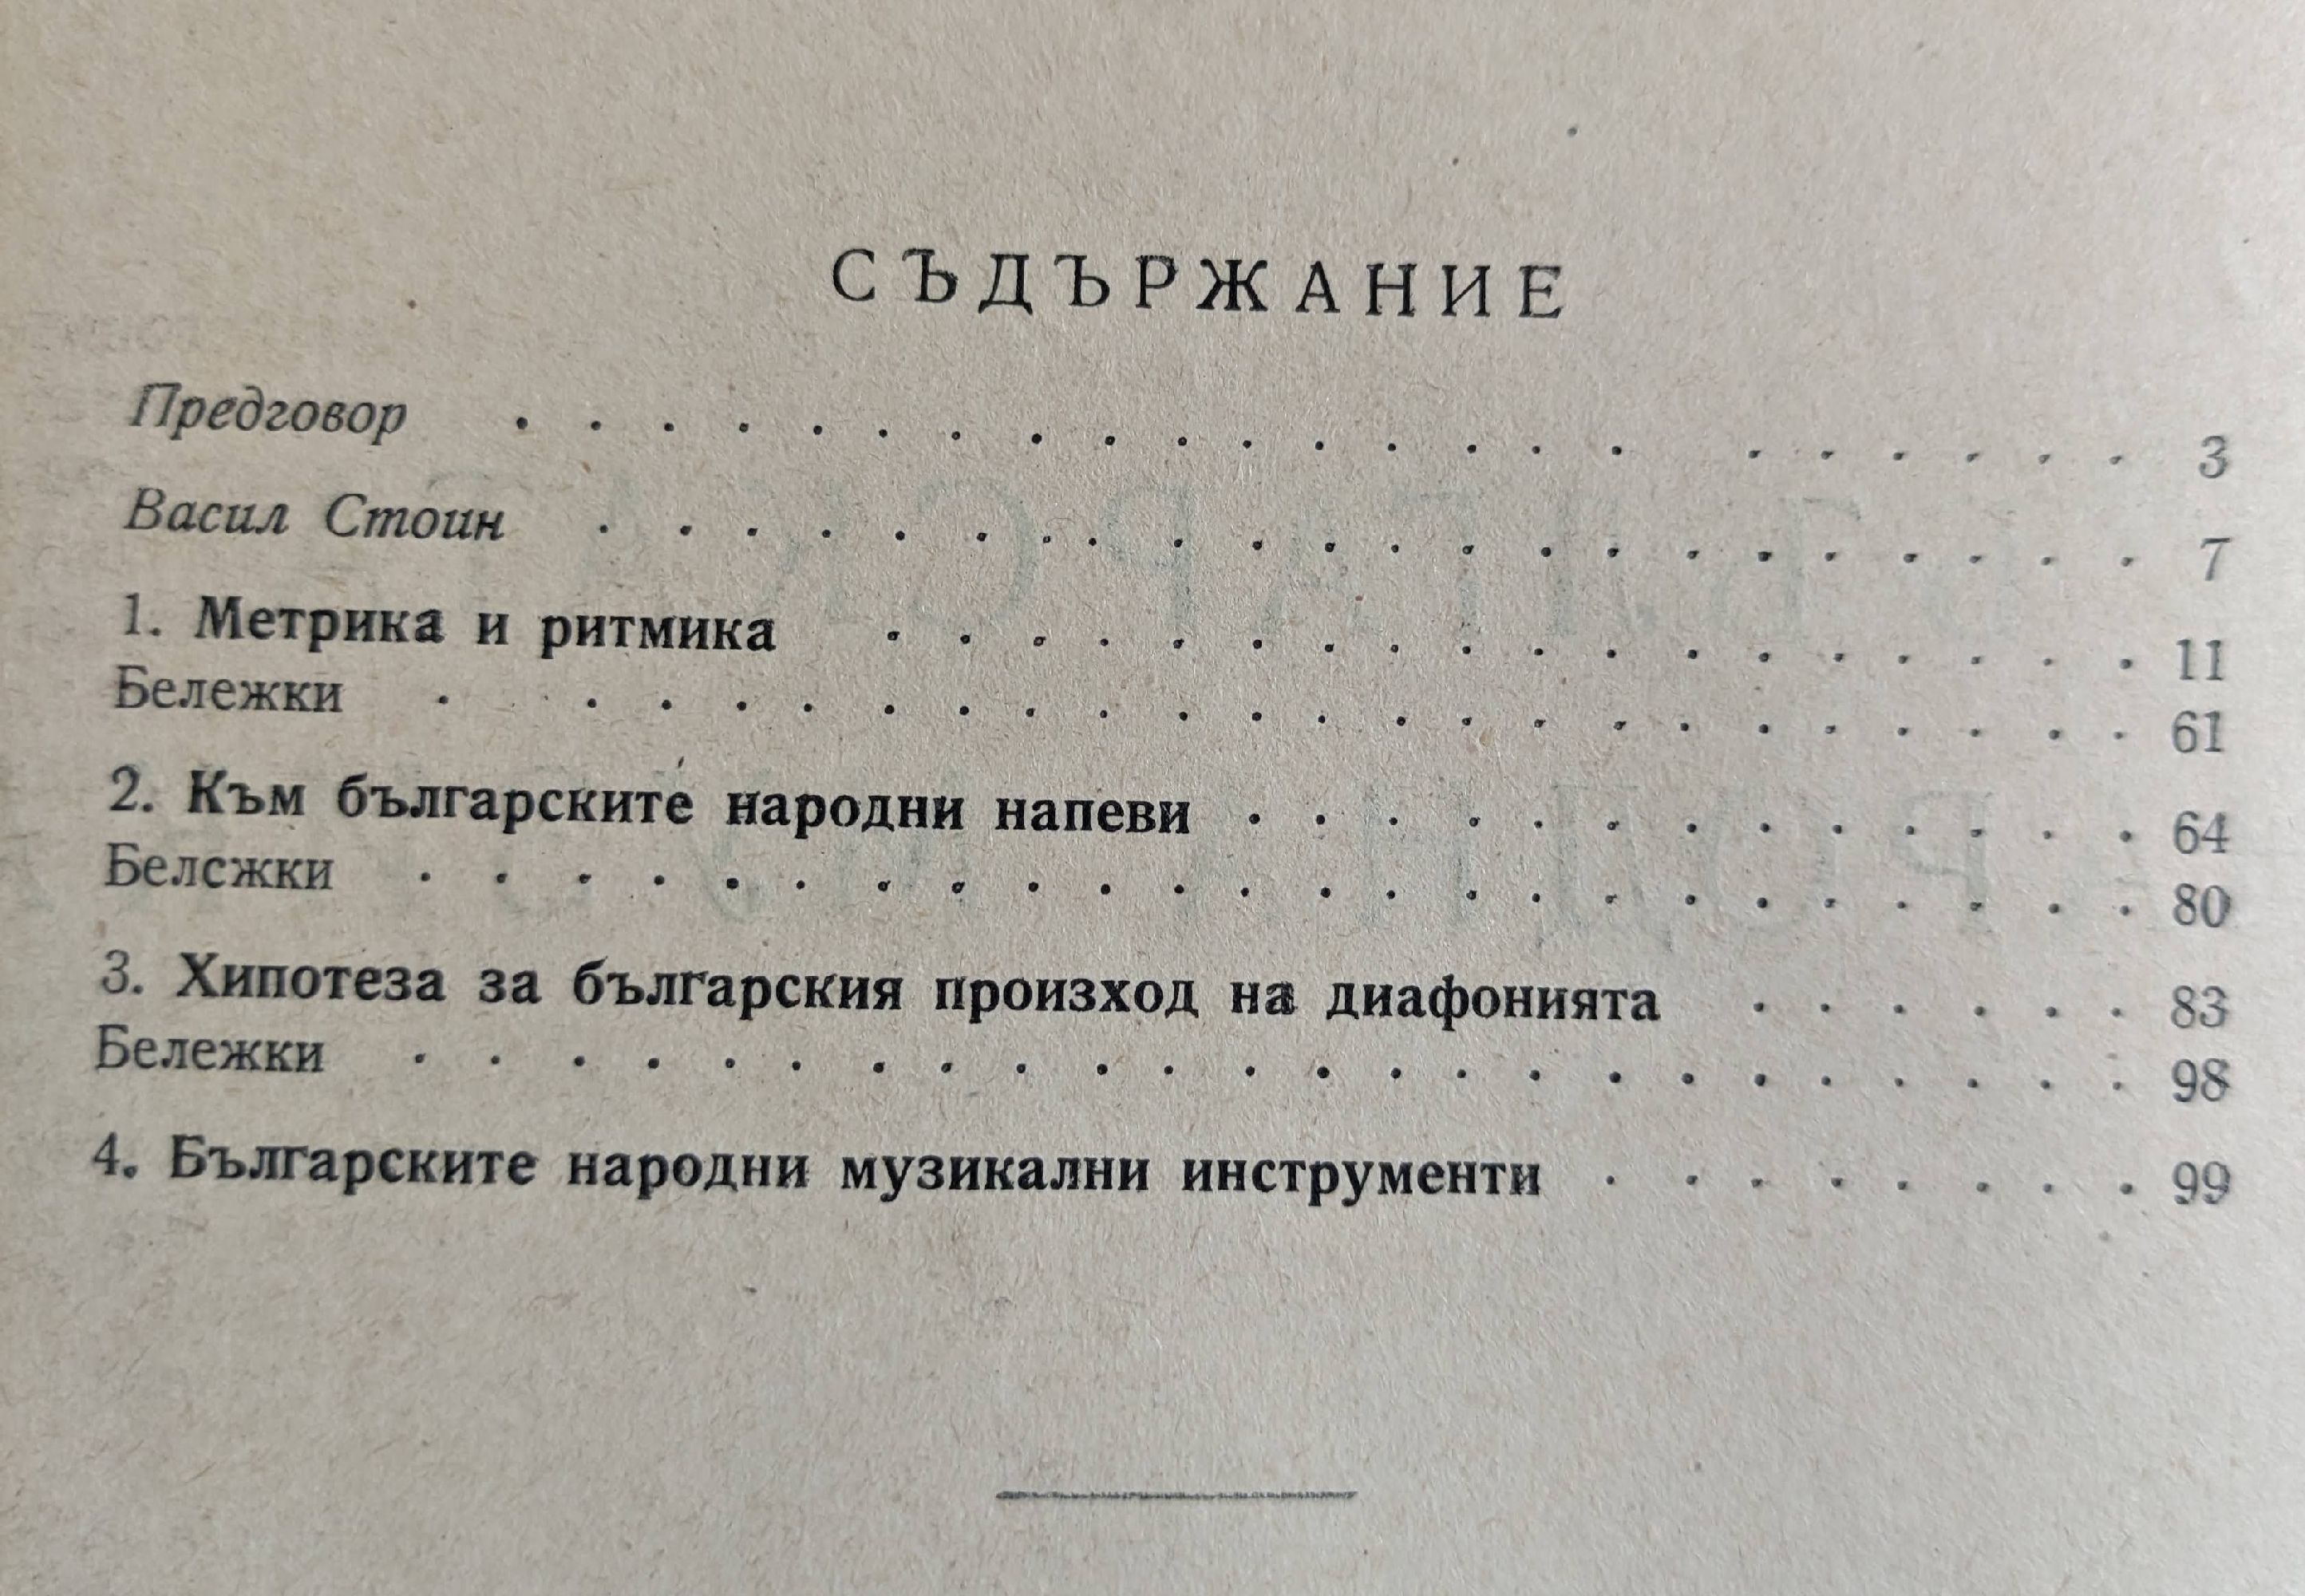 СЪДЪРЖАНИЕ
Предговор . . . . . . . . . . . . . . . . . . . . . . 3
Васил Стоин . . . . . . . . . . . . . . . . . . . . . 7
1. Метрика и ритмика . . . . . . . . . . . . . . . . . 11
Бележки . . . . . . . . . . . . . . . . . . . . . . . 61
2. Към българските народни напеви . . . . . . . . . . . . 64
Бележки . . . . . . . . . . . . . . . . . . . . . . . 80
3. Хипотеза за българския произход на диафонията . . . . . . 83
Бележки . . . . . . . . . . . . . . . . . . . . . . . 98
4. Българските народни музикални инструменти . . . . . . . . 99